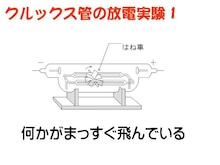 クルックス管の放電実験1
はね車
何かがまっすぐ飛んでいる